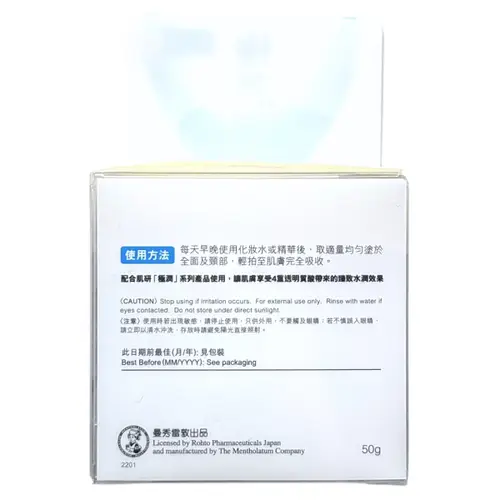 使用方法
每天早晚使用化妝水或精華後、取適量均勻塗於
全面及頸部，輕拍至肌膚完全吸收。
配合肌研「極潤」系列產品使用，讓肌膚享受4重透明質酸帶來的臻致水潤效果
(CAUTION) Stop using if irritation occurs. For external use only. Rinse with water if
eyes contacted. Do not store under direct sunlight.
(注意) 使用時若出現敏感，請停止使用，只供外用，不要觸及眼睛；若不慎誤入眼睛，
請立即以清水沖洗，存放時請避免陽光直接照射。
此日期前最佳(月/年)：見包裝
Best Before(MM/YYYY): See packaging
曼秀雷敦出品
Licensed by Rohto Pharmaceuticals Japan
and manufactured by The Mentholatum Company
50g
2201